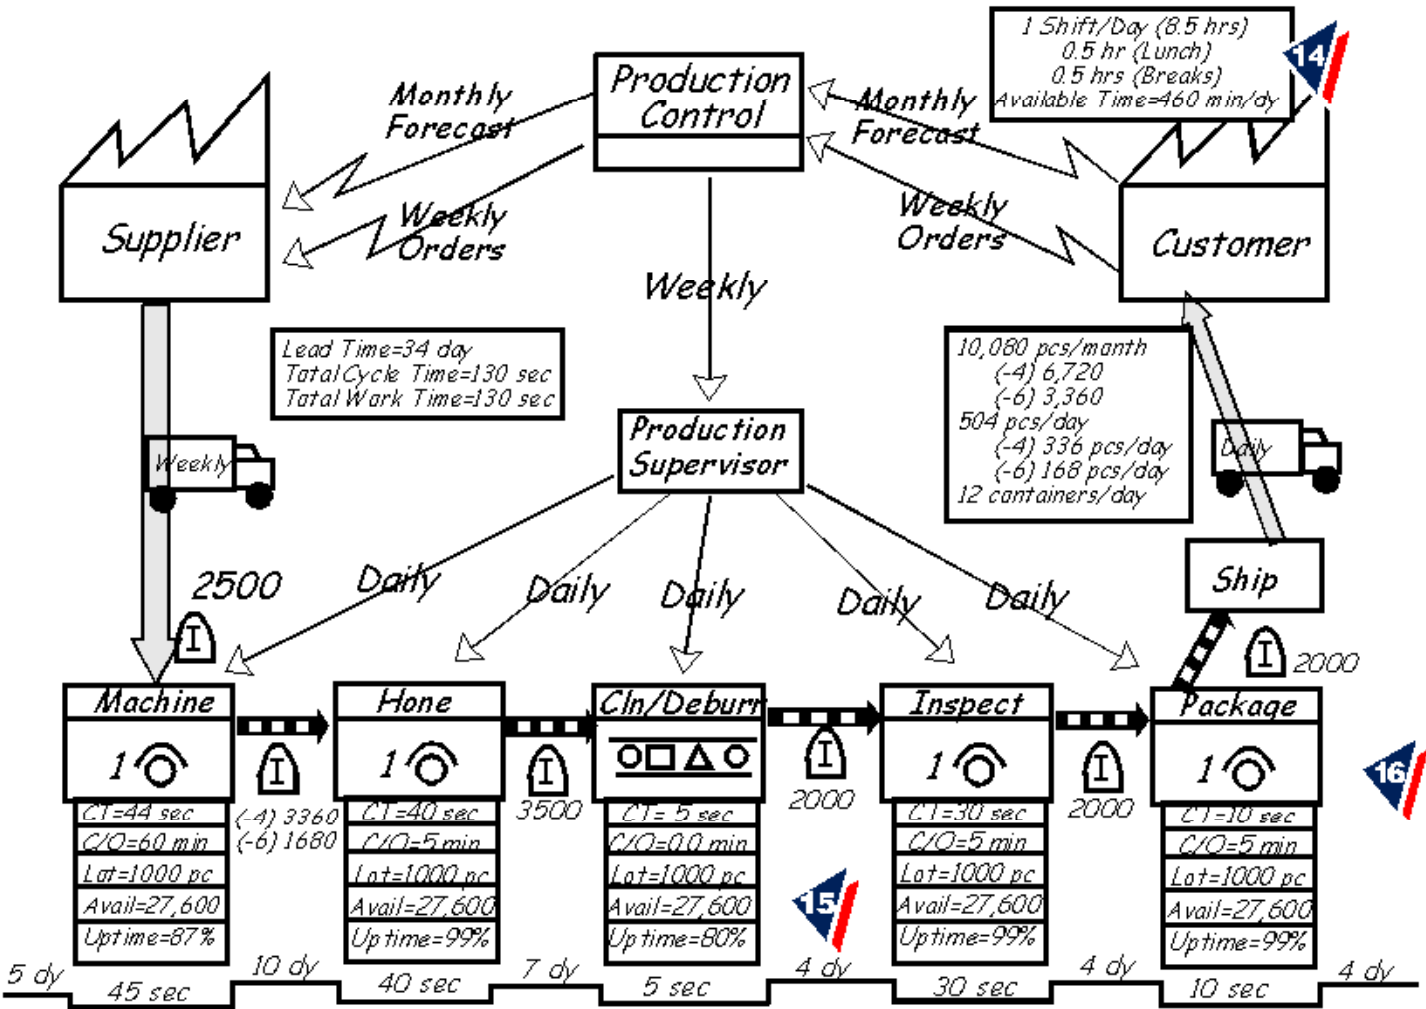 1 Shift/Day (8.5 hrs)
0.5 hr (Lunch)
0.5 hrs (Breaks)
Available Time=460 min/dy
14
Production
Control
Monthly
Forecast
Monthly
Forecast
Weekly
Orders
Weekly
Orders
Supplier
Customer
Weekly
Lead Time=34 day
Total Cycle Time=130 sec
Total Work Time=130 sec
10,080 pcs/month
(-4) 6,720
(-6) 3,360
504 pcs/day
(-4) 336 pcs/day
(-6) 168 pcs/day
12 containers/day
Production
Supervisor
Weekly
Daily
2500
I
Daily
Daily
Daily
Daily
Daily
Ship
I
2000
Machine
1
CT=44 sec
C/O=60 min
Lot=1000 pc
Avail=27,600
Uptime=87%
I
(-4) 3360
(-6) 1680
Hone
1
CT=40 sec
C/O=5 min
Lot=1000 pc
Avail=27,600
Uptime=99%
I
3500
Cln/Deburr
CT= 5 sec
C/O=0.0 min
Lot=1000 pc
Avail=27,600
Uptime=80%
I
2000
15
Inspect
1
CT=30 sec
C/O=5 min
Lot=1000 pc
Avail=27,600
Uptime=99%
I
2000
Package
1
CT=10 sec
C/O=5 min
Lot=1000 pc
Avail=27,600
Uptime=99%
16
5 dy
45 sec
10 dy
40 sec
7 dy
5 sec
4 dy
30 sec
4 dy
10 sec
4 dy